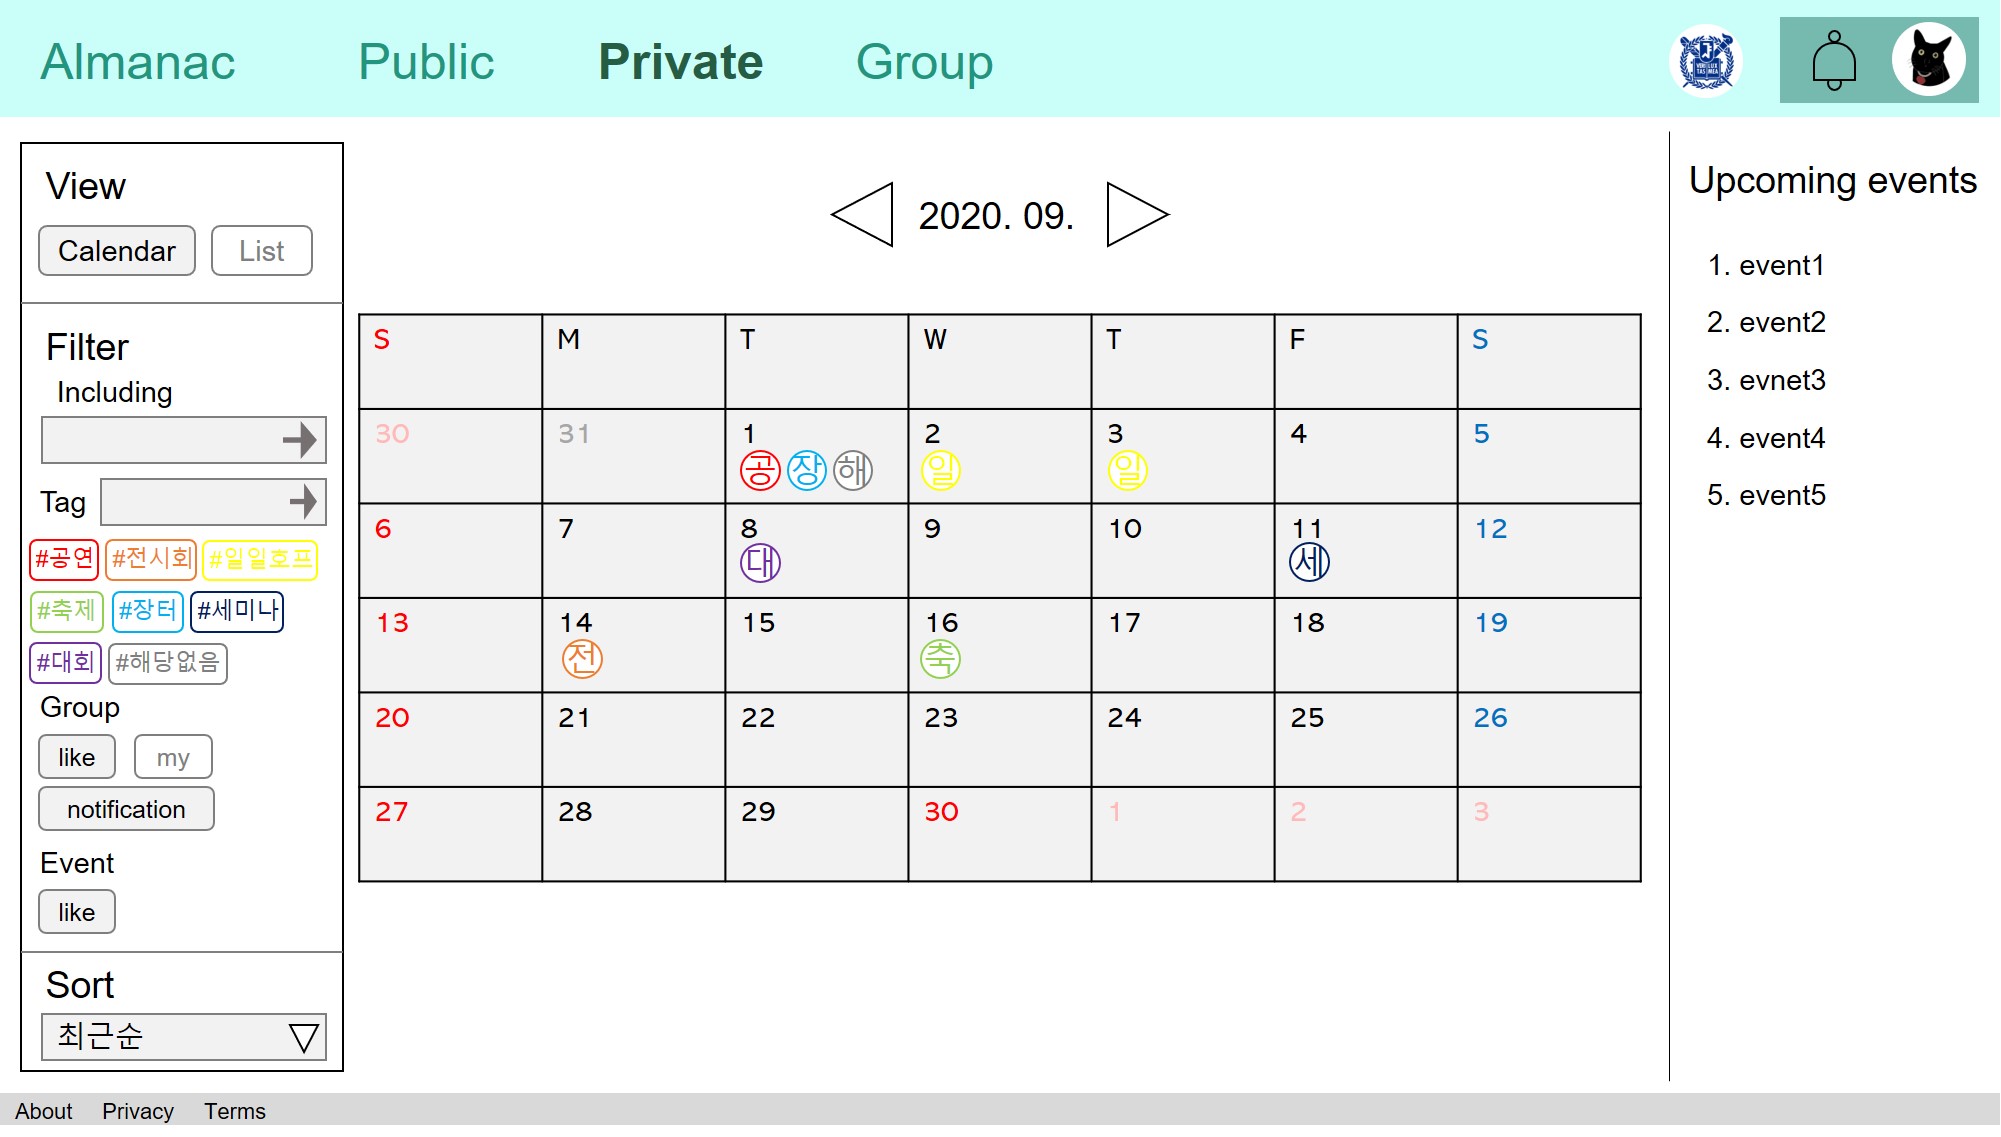 Almanac Public Private Group
View
Calendar List
Filter
Including
Tag
#공연 #전시회 #일일호프
#축제 #장터 #세미나
#대회 #해당없음
Group
like my
notification
Event
like
Sort
최근순
2020. 09.
S M T W T F S
30 31 1 2 3 4 5
공 장 해 일 일
6 7 8 9 10 11 12
대 세
13 14 15 16 17 18 19
전 축
20 21 22 23 24 25 26
27 28 29 30 1 2 3
Upcoming events
1. event1
2. event2
3. evnet3
4. event4
5. event5
About Privacy Terms